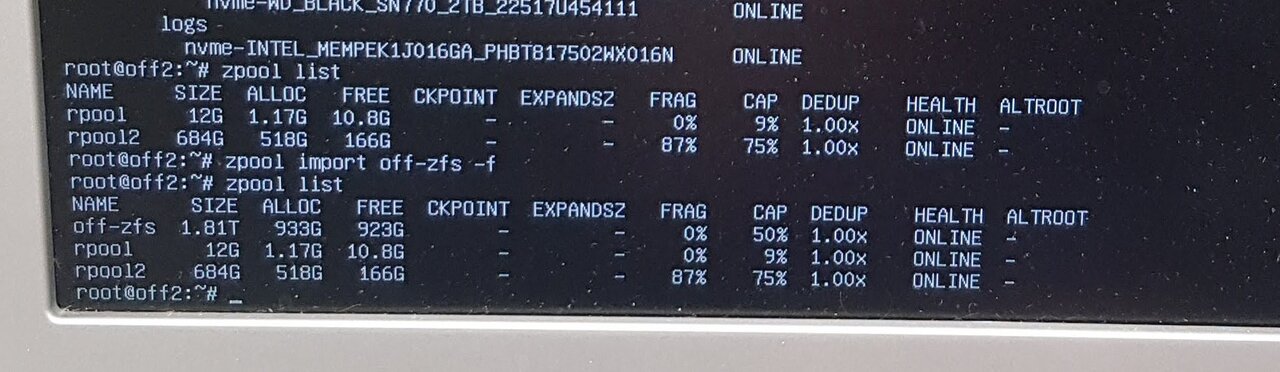 nvme-WD_BLACK_SN770_2TB_22517U454111 ONLINE
logs
nvme-INTEL_MEMPEK1J016GA_PHBT817502WX016N ONLINE
root@off2:~# zpool list
NAME SIZE ALLOC FREE CKPOINT EXPANDSZ FRAG CAP DEDUP HEALTH ALTROOT
rpool 12G 1.17G 10.8G - - 0% 9% 1.00x ONLINE -
rpool2 684G 518G 166G - - 87% 75% 1.00x ONLINE -
root@off2:~# zpool import off-zfs -f
root@off2:~# zpool list
NAME SIZE ALLOC FREE CKPOINT EXPANDSZ FRAG CAP DEDUP HEALTH ALTROOT
off-zfs 1.81T 933G 923G - - 0% 50% 1.00x ONLINE -
rpool 12G 1.17G 10.8G - - 0% 9% 1.00x ONLINE -
rpool2 684G 518G 166G - - 87% 75% 1.00x ONLINE -
root@off2:~# _